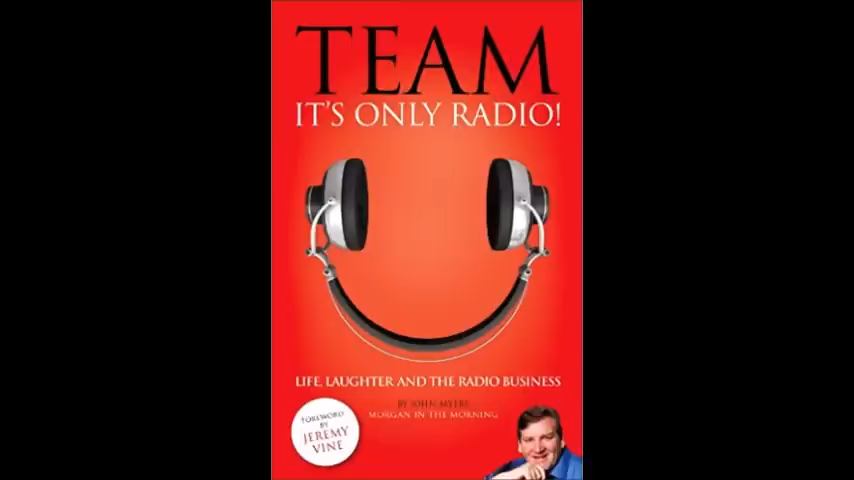 TEAM
IT'S ONLY RADIO!
LIFE, LAUGHTER AND THE RADIO BUSINESS
BY JOHN MYERS
MORGAN IN THE MORNING
FOREWORD
BY
JEREMY
VINE